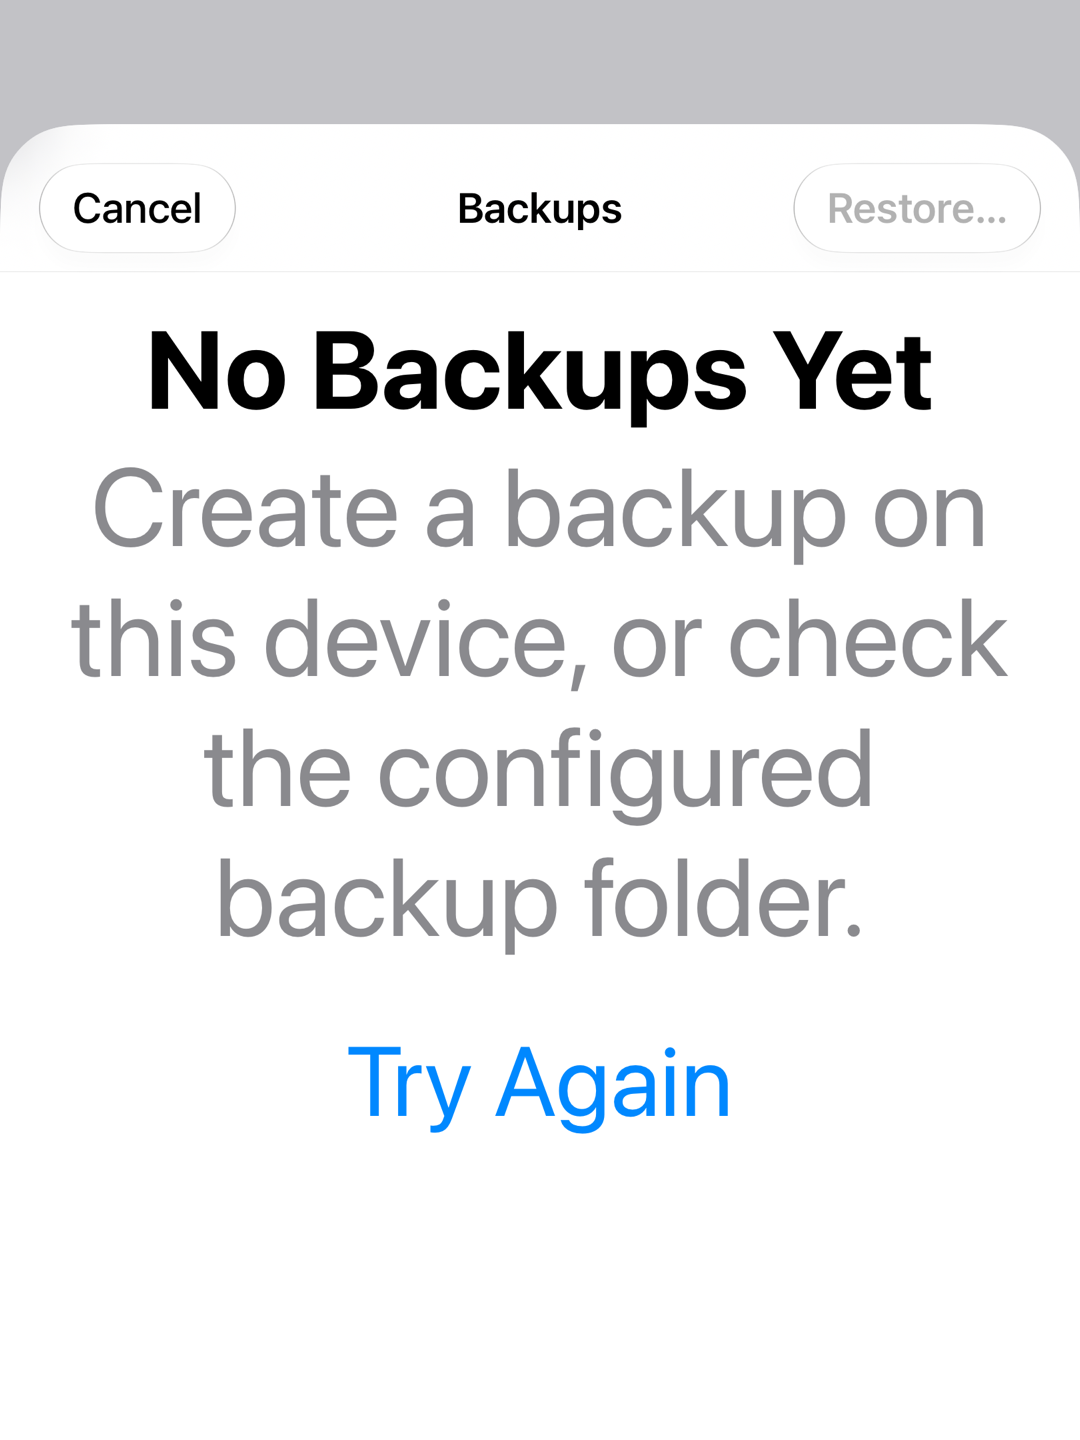 Cancel
Backups
Restore...
No Backups Yet
Create a backup on
this device, or check
the configured
backup folder.
Try Again